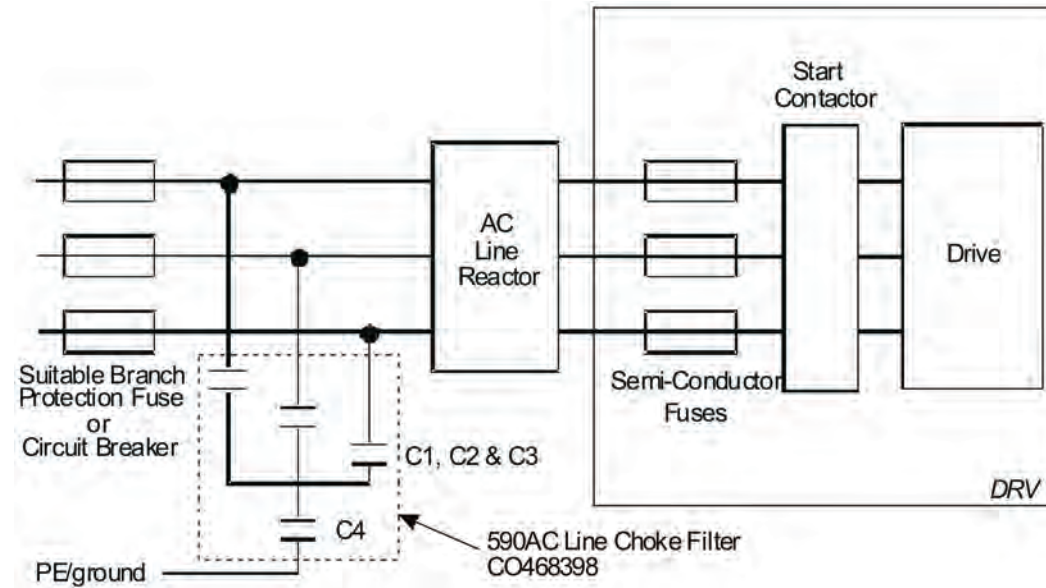 Start
Contactor
AC
Line
Reactor
Drive
Suitable Branch
Protection Fuse
or
Circuit Breaker
Semi-Conductor
Fuses
C1, C2 & C3
DRV
C4
590AC Line Choke Filter
CO468398
PE/ground